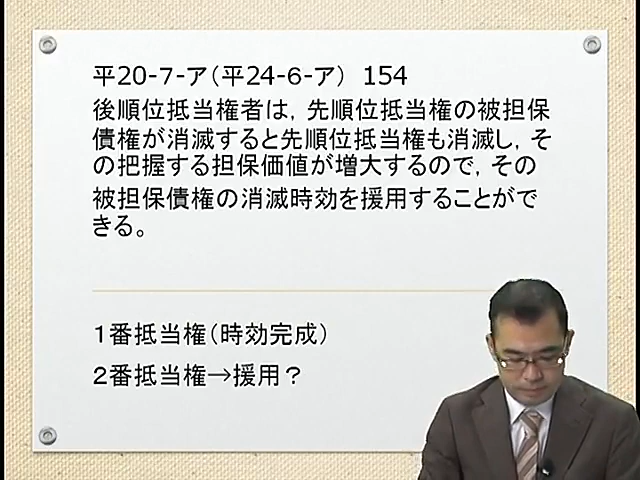 平20-7-ア（平24-6-ア） 154
後順位抵当権者は，先順位抵当権の被担保
債権が消滅すると先順位抵当権も消滅し，そ
の把握する担保価値が増大するので，その
被担保債権の消滅時効を援用することがで
きる。
１番抵当権（時効完成）
２番抵当権→援用？